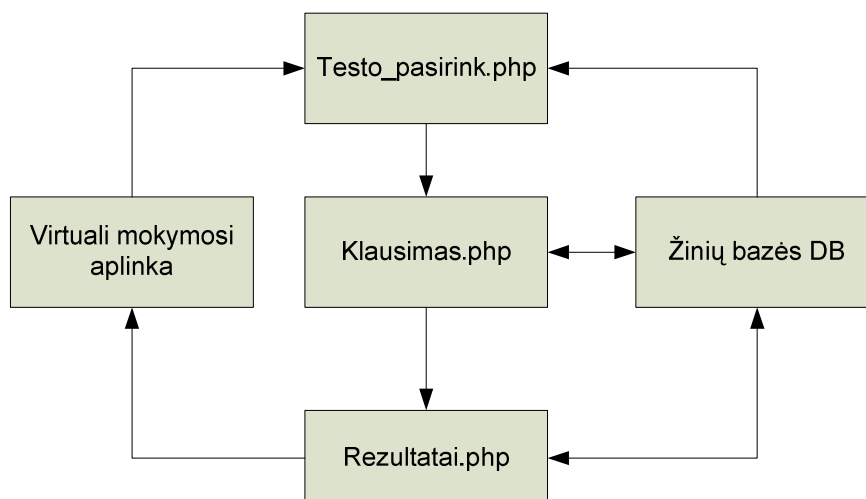 Testo_pasirink.php
Virtuali mokymosi
aplinka
Klausimas.php
Žinių bazės DB
Rezultatai.php